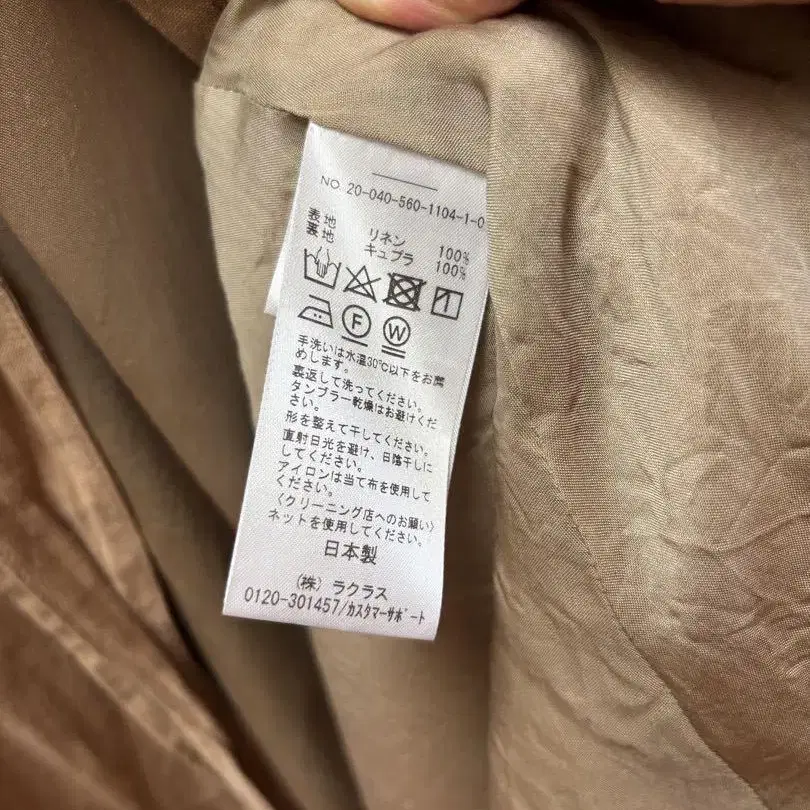 NO. 20-040-560-1104-1-0
表地 リネン 100%
裏地 キュプラ 100%
F W
手洗いは水温30℃以下をお薦
めします。
裏返して洗ってください。
タンブラー乾燥はお避けくだ
さい。
形を整えて干してください。
直射日光を避け、日陰干しに
してください。
アイロンは当て布を使用して
ください。
〈クリーニング店へのお願い〉
ネットを使用してください。
日本製
(株) ラクラス
0120-301457/カスタマーサポート